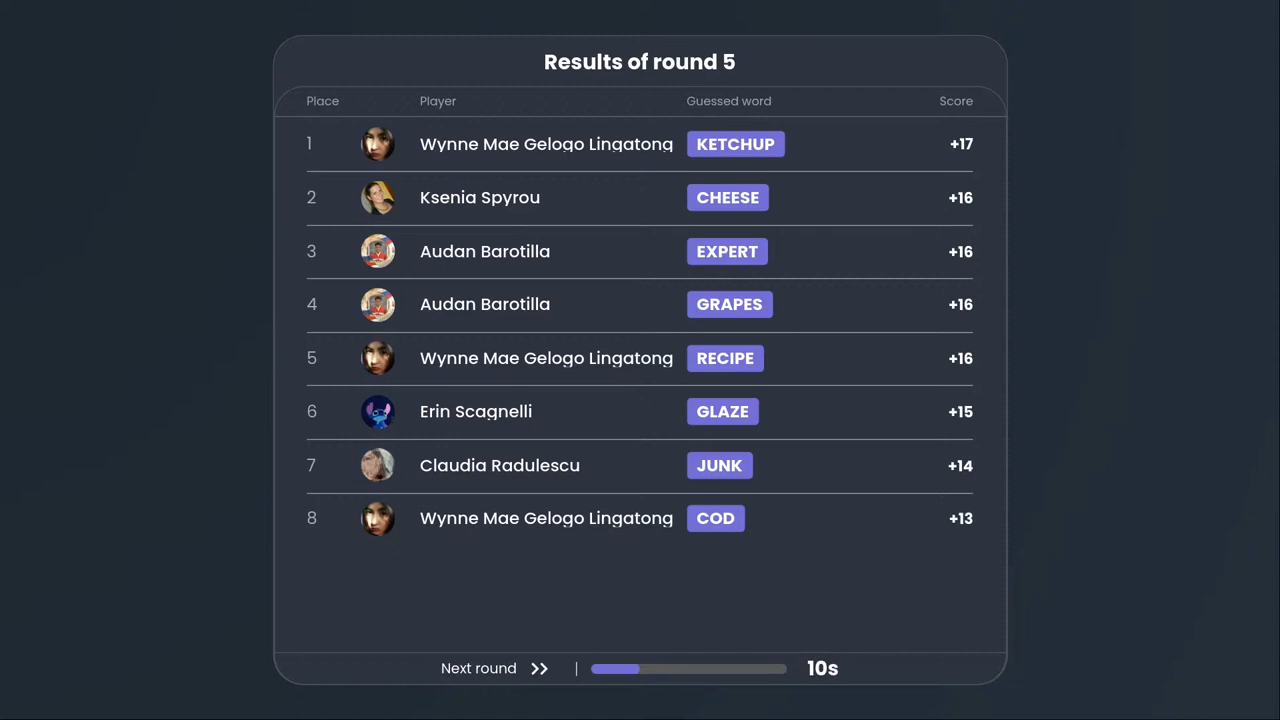 Results of round 5
Place Player Guessed word Score
1 Wynne Mae Gelogo Lingatong KETCHUP +17
2 Ksenia Spyrou CHEESE +16
3 Audan Barotilla EXPERT +16
4 Audan Barotilla GRAPES +16
5 Wynne Mae Gelogo Lingatong RECIPE +16
6 Erin Scagnelli GLAZE +15
7 Claudia Radulescu JUNK +14
8 Wynne Mae Gelogo Lingatong COD +13
Next round | 10s